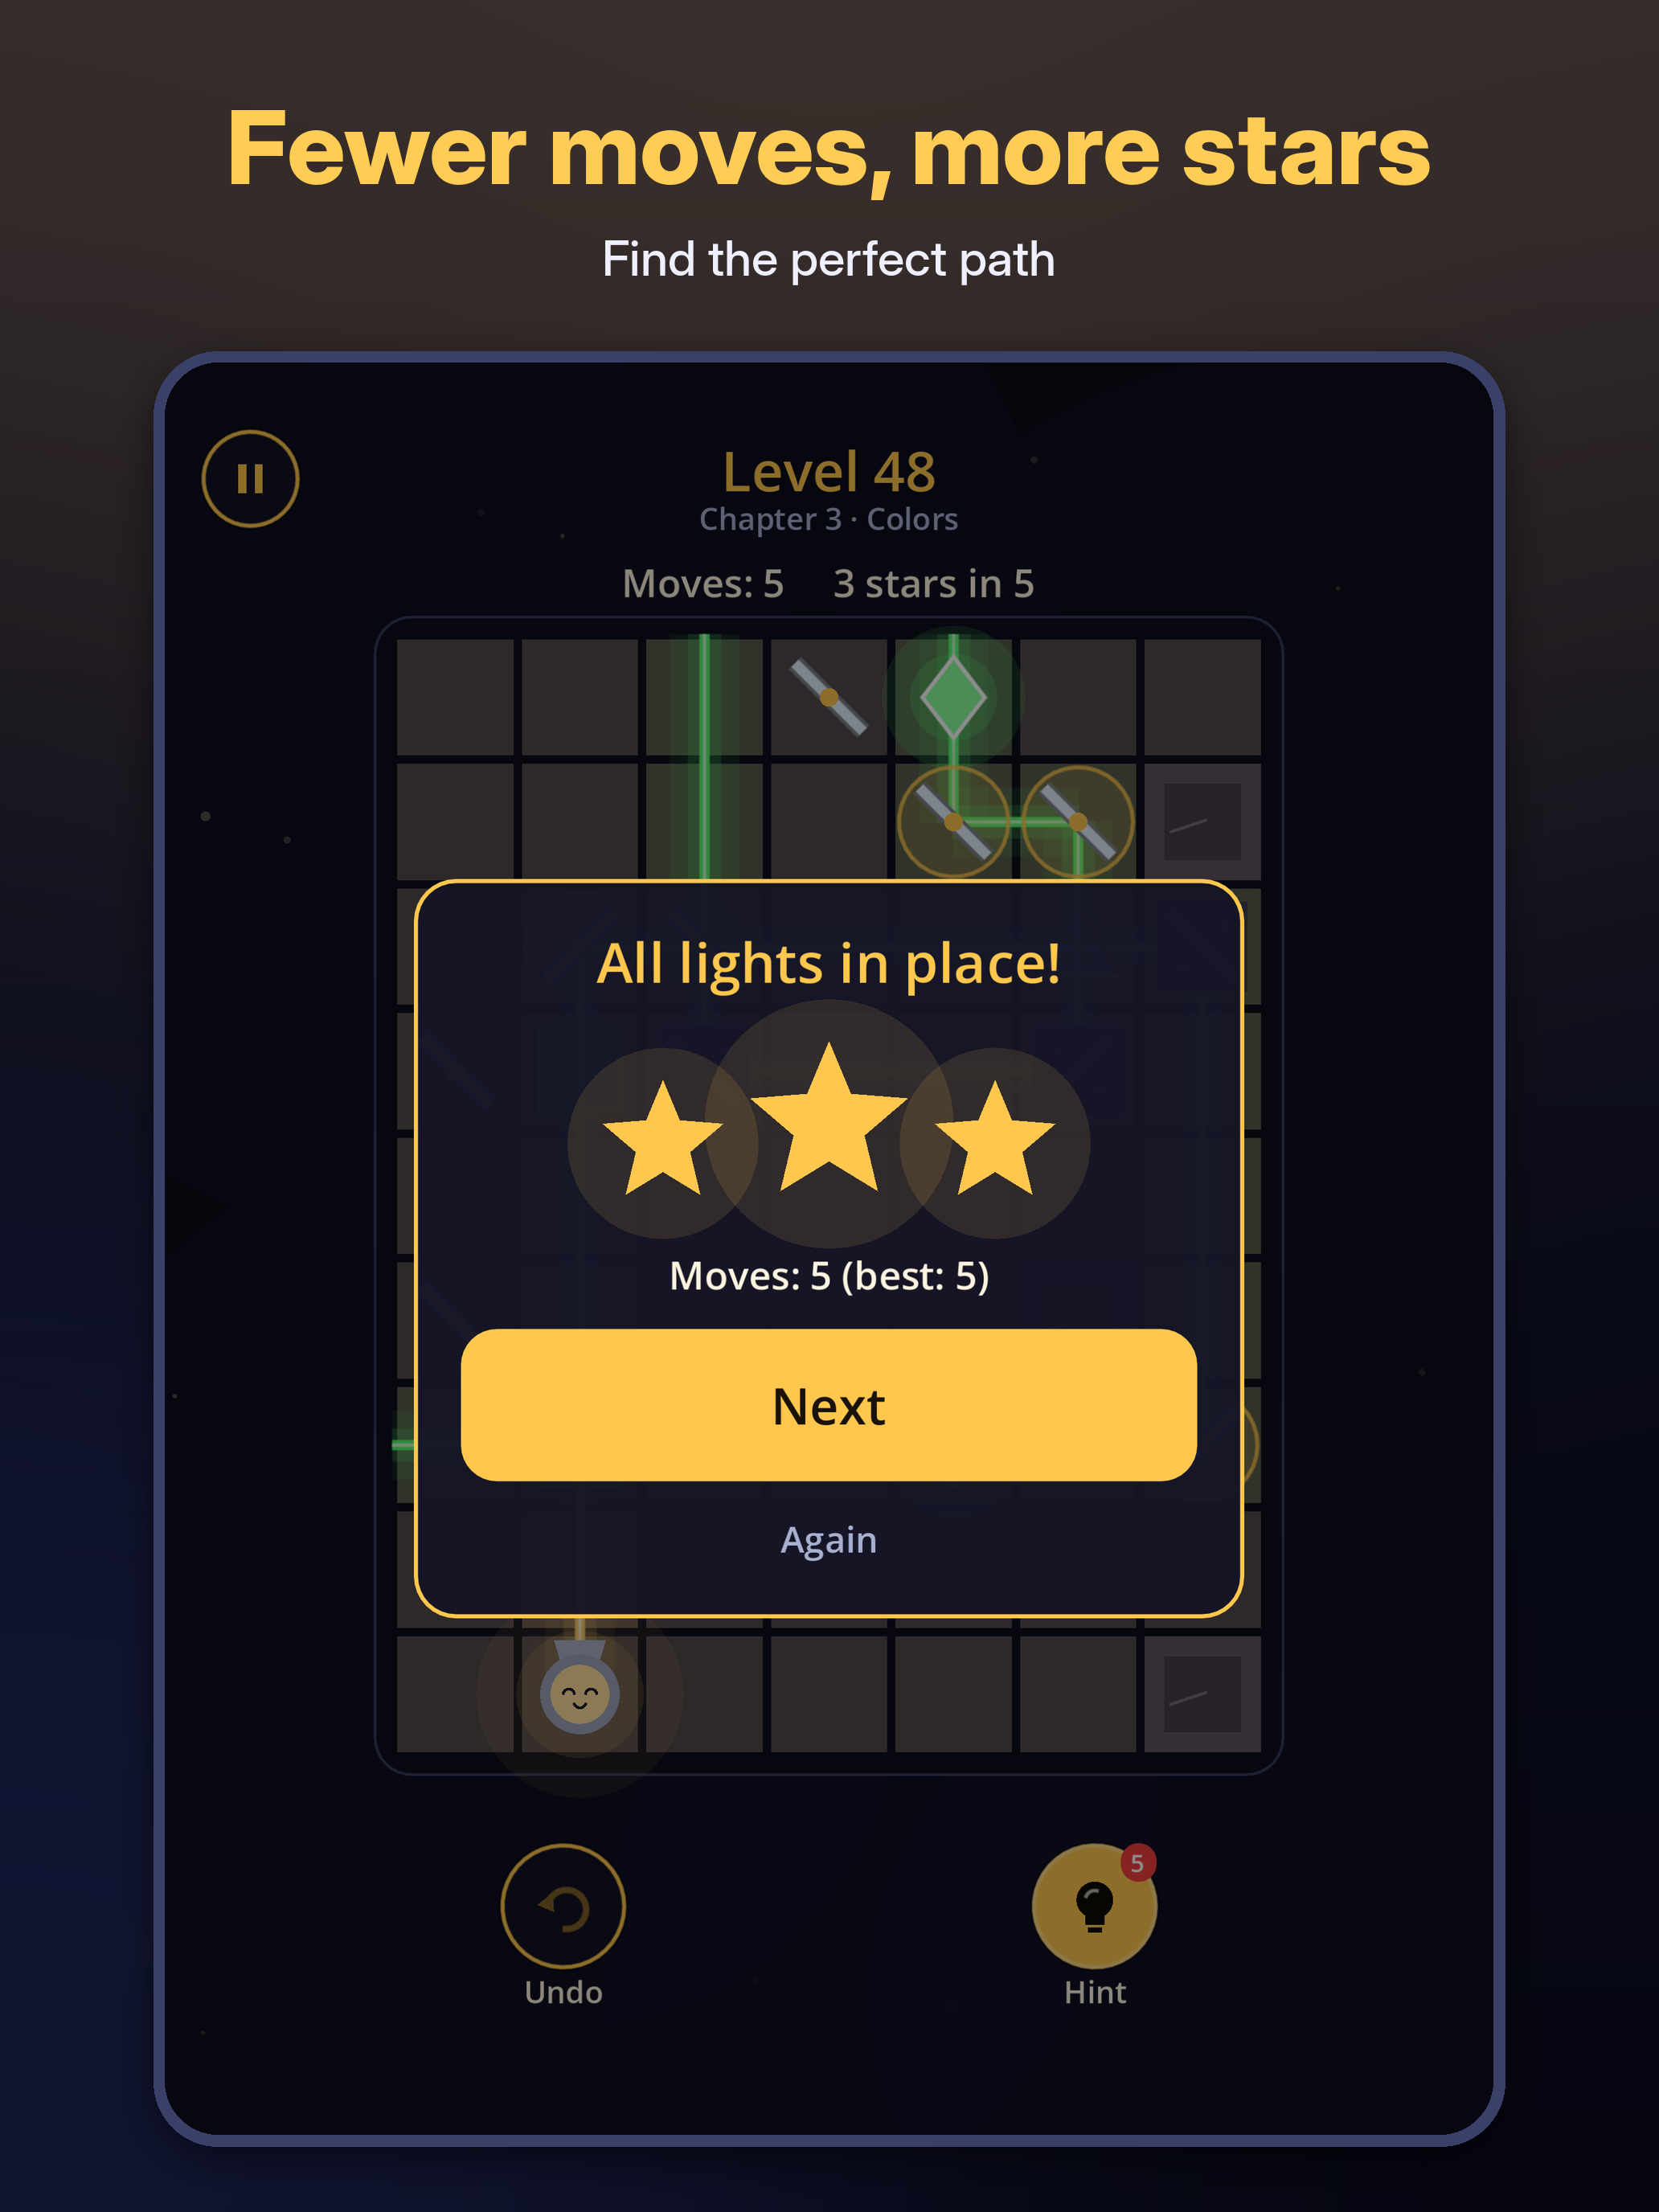 Fewer moves, more stars
Find the perfect path
Level 48
Chapter 3 · Colors
Moves: 5 3 stars in 5
All lights in place!
Moves: 5 (best: 5)
Next
Again
5
Undo Hint